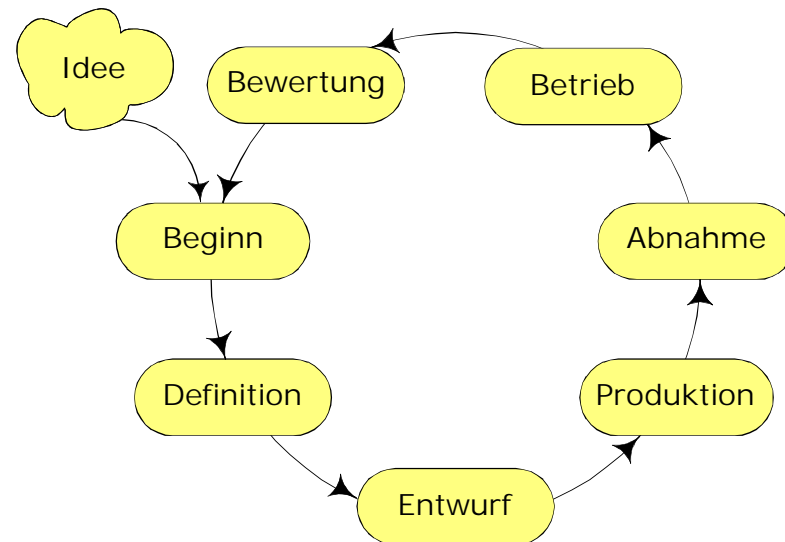 Idee
Bewertung
Betrieb
Beginn
Abnahme
Definition
Produktion
Entwurf